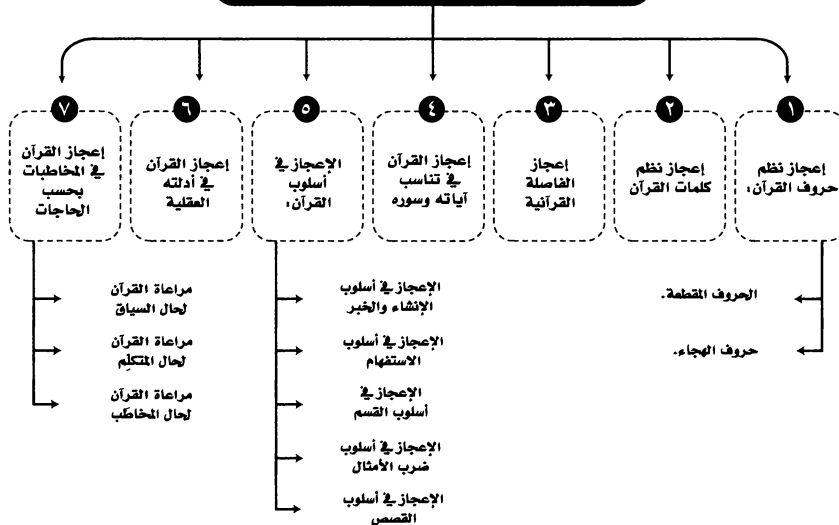 ١
إعجاز نظم
حروف القرآن:
٢
إعجاز نظم
كلمات القرآن
٣
إعجاز
الفاصلة
القرآنية
٤
إعجاز القرآن
في تناسب
آياته وسوره
٥
الإعجاز في
أسلوب
القرآن:
٦
إعجاز القرآن
في أدلته
العقلية
٧
إعجاز القرآن
في المخاطبات
بحسب
الحاجات
الحروف المقطعة.
حروف الهجاء.
الإعجاز في أسلوب
الإنشاء والخبر
الإعجاز في أسلوب
الاستفهام
الإعجاز في
أسلوب القسم
الإعجاز في أسلوب
ضرب الأمثال
الإعجاز في أسلوب
القصص
مراعاة القرآن
لحال السياق
مراعاة القرآن
لحال المتكلِّم
مراعاة القرآن
لحال المخاطَب